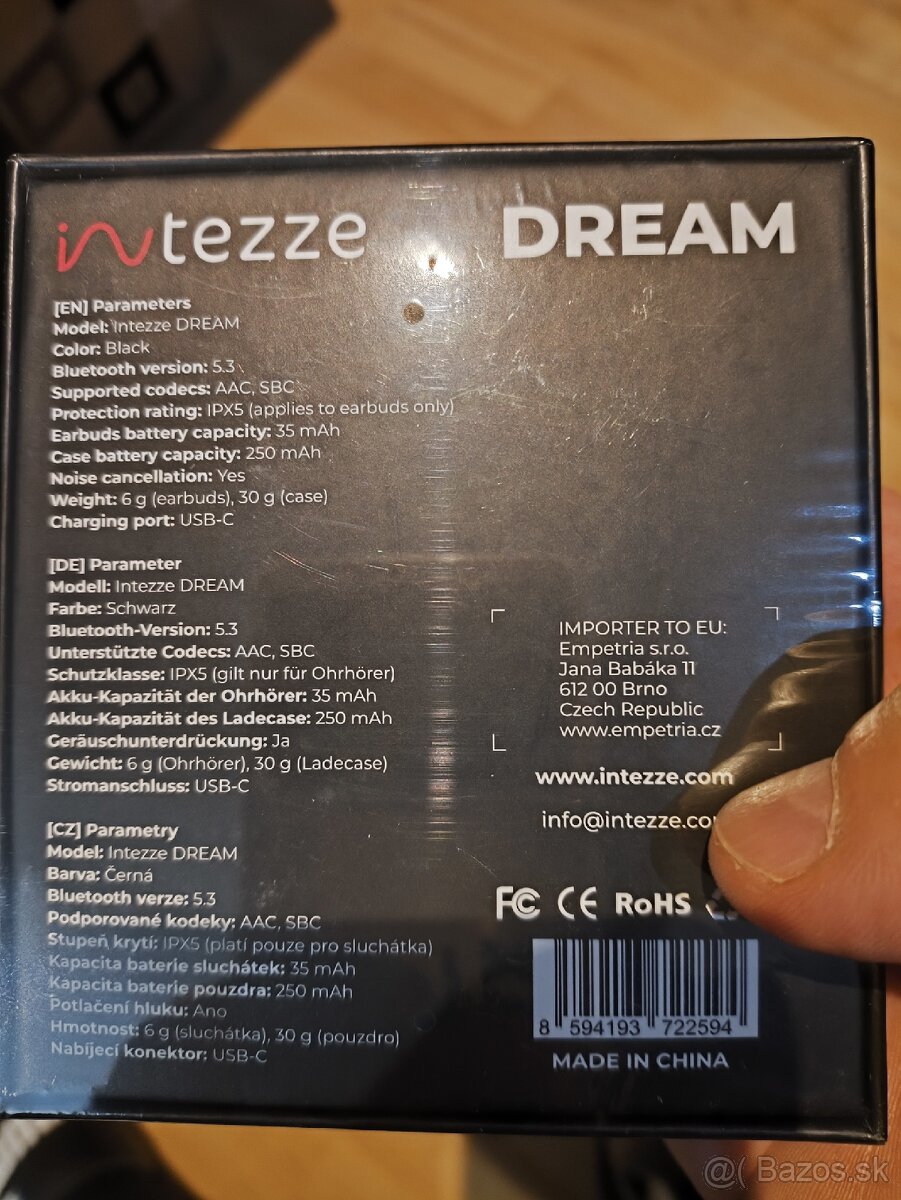 intezze DREAM
[EN] Parameters
Model: Intezze DREAM
Color: Black
Bluetooth version: 5.3
Supported codecs: AAC, SBC
Protection rating: IPX5 (applies to earbuds only)
Earbuds battery capacity: 35 mAh
Case battery capacity: 250 mAh
Noise cancellation: Yes
Weight: 6 g (earbuds), 30 g (case)
Charging port: USB-C
[DE] Parameter
Modell: Intezze DREAM
Farbe: Schwarz
Bluetooth-Version: 5.3
Unterstützte Codecs: AAC, SBC
Schutzklasse: IPX5 (gilt nur für Ohrhörer)
Akku-Kapazität der Ohrhörer: 35 mAh
Akku-Kapazität des Ladecase: 250 mAh
Geräuschunterdrückung: Ja
Gewicht: 6 g (Ohrhörer), 30 g (Ladecase)
Stromanschluss: USB-C
[CZ] Parametry
Model: Intezze DREAM
Barva: Černá
Bluetooth verze: 5.3
Podporované kodeky: AAC, SBC
Stupeň krytí: IPX5 (platí pouze pro sluchátka)
Kapacita baterie sluchátek: 35 mAh
Kapacita baterie pouzdra: 250 mAh
Potlačení hluku: Ano
Hmotnost: 6 g (sluchátka), 30 g (pouzdro)
Nabíjecí konektor: USB-C
IMPORTER TO EU:
Empetria s.r.o.
Jana Babáka 11
612 00 Brno
Czech Republic
www.empetria.cz
www.intezze.com
info@intezze.co
FC CE RoHS
8 594193 722594
MADE IN CHINA
@( Bazos.sk